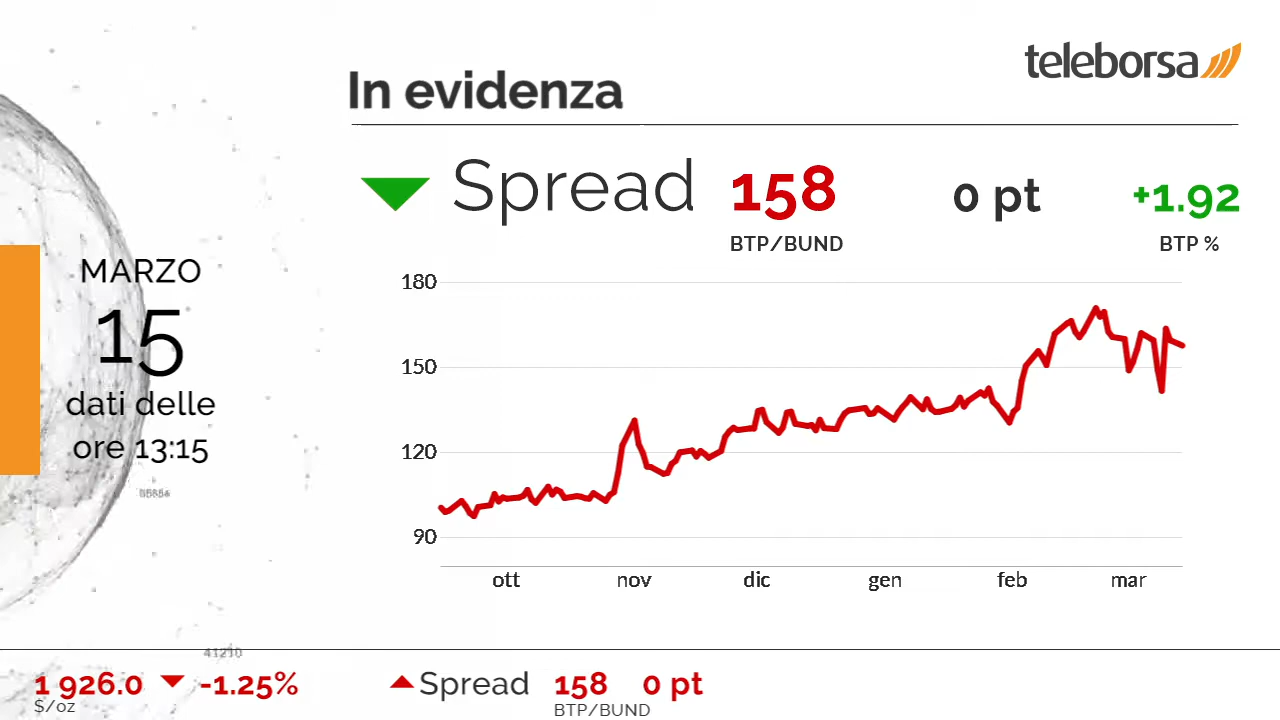 teleborsa
In evidenza
Spread 158 0 pt +1.92
BTP/BUND BTP %
MARZO
15
dati delle
ore 13:15
180
150
120
90
ott nov dic gen feb mar
41210
1 926.0 -1.25% Spread 158 0 pt
$/oz BTP/BUND